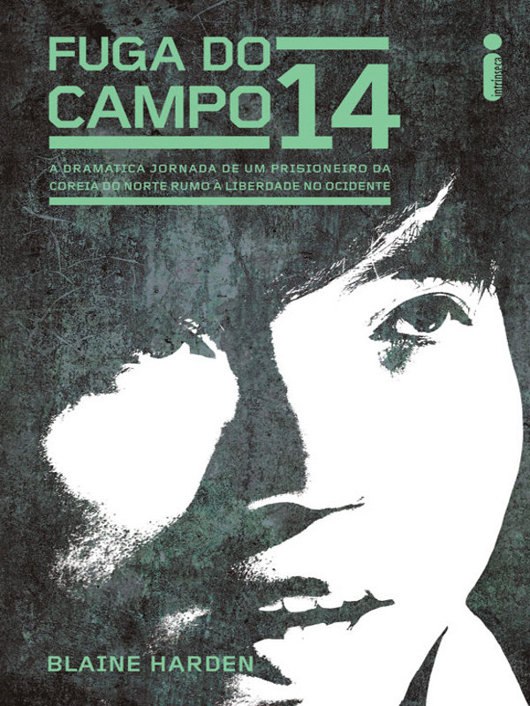 FUGA DO
CAMPO 14
A DRAMÁTICA JORNADA DE UM PRISIONEIRO DA
COREIA DO NORTE RUMO À LIBERDADE NO OCIDENTE
intrínseca
BLAINE HARDEN